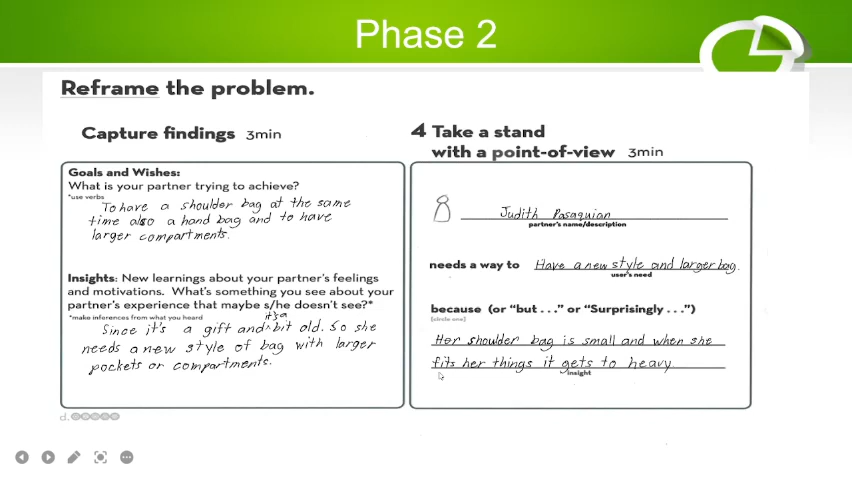 Phase 2
Reframe the problem.
Capture findings 3min
Goals and Wishes:
What is your partner trying to achieve?
*use verbs
To have a shoulder bag at the same
time also a hand bag and to have
larger compartments.
Insights: New learnings about your partner's feelings
and motivations. What's something you see about your
partner's experience that maybe s/he doesn't see?*
*make inferences from what you heard
it's a
Since it's a gift and ^ bit old. So she
needs a new style of bag with larger
pockets or compartments.
4 Take a stand
with a point-of-view 3min
Judith Pasaquian
partner's name/description
needs a way to Have a new style and larger bag.
user's need
because (or "but . . ." or "Surprisingly . . .")
[circle one]
Her shoulder bag is small and when she
fits her things it gets to heavy.
insight
d.